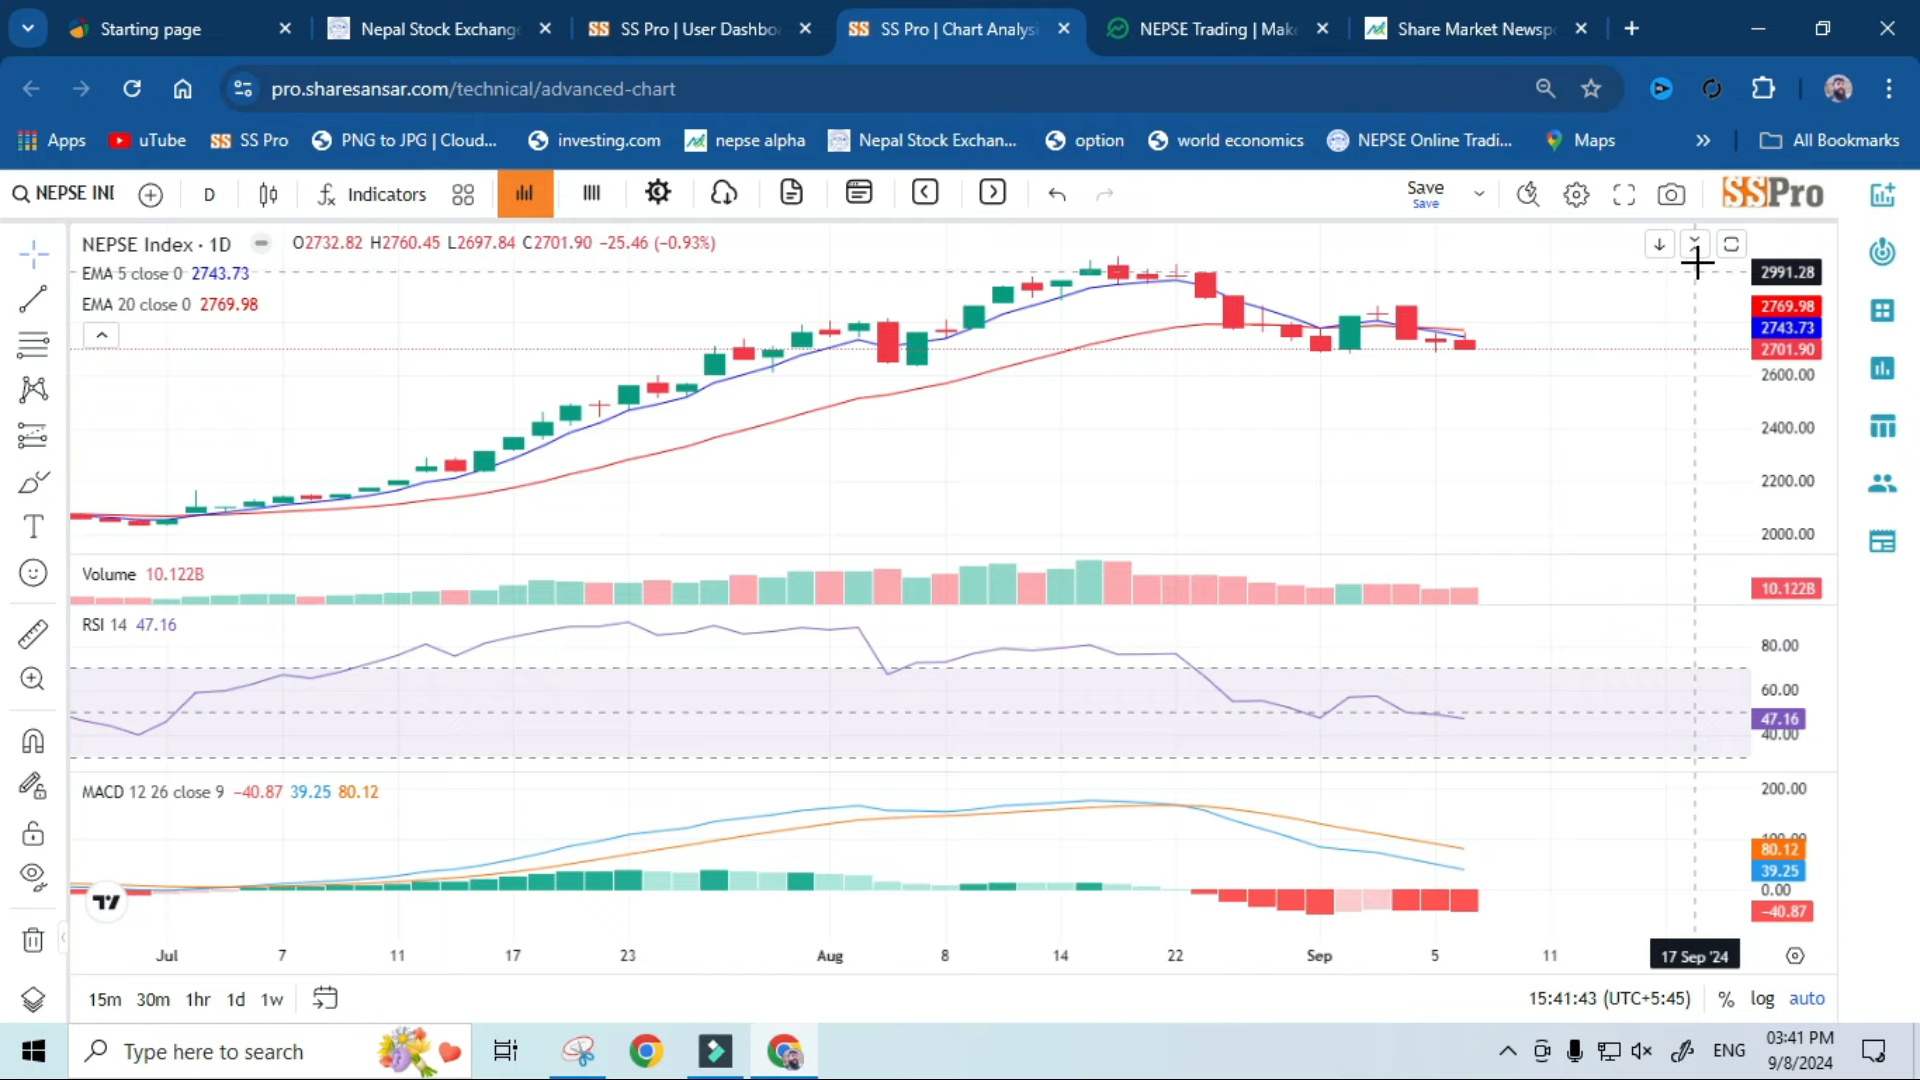 Starting page
Nepal Stock Exchang
SS Pro | User Dashbo
SS Pro | Chart Analysi
NEPSE Trading | Mak
Share Market Newsp
pro.sharesansar.com/technical/advanced-chart
Apps
uTube
SS Pro
PNG to JPG | Cloud...
investing.com
nepse alpha
Nepal Stock Exchan...
option
world economics
NEPSE Online Tradi...
Maps
All Bookmarks
NEPSE IND
D
Indicators
Save
Save
SSPro
NEPSE Index · 1D O2732.82 H2760.45 L2697.84 C2701.90 −25.46 (−0.93%)
EMA 5 close 0 2743.73
EMA 20 close 0 2769.98
2991.28
2769.98
2743.73
2701.90
2600.00
2400.00
2200.00
2000.00
Volume 10.122B
10.122B
RSI 14 47.16
80.00
60.00
47.16
40.00
MACD 12 26 close 9 −40.87 39.25 80.12
200.00
100.00
80.12
39.25
0.00
−40.87
Jul 7 11 17 23 Aug 8 14 22 Sep 5 11 17 Sep '24
15m 30m 1hr 1d 1w
15:41:43 (UTC+5:45) % log auto
Type here to search
ENG
03:41 PM
9/8/2024